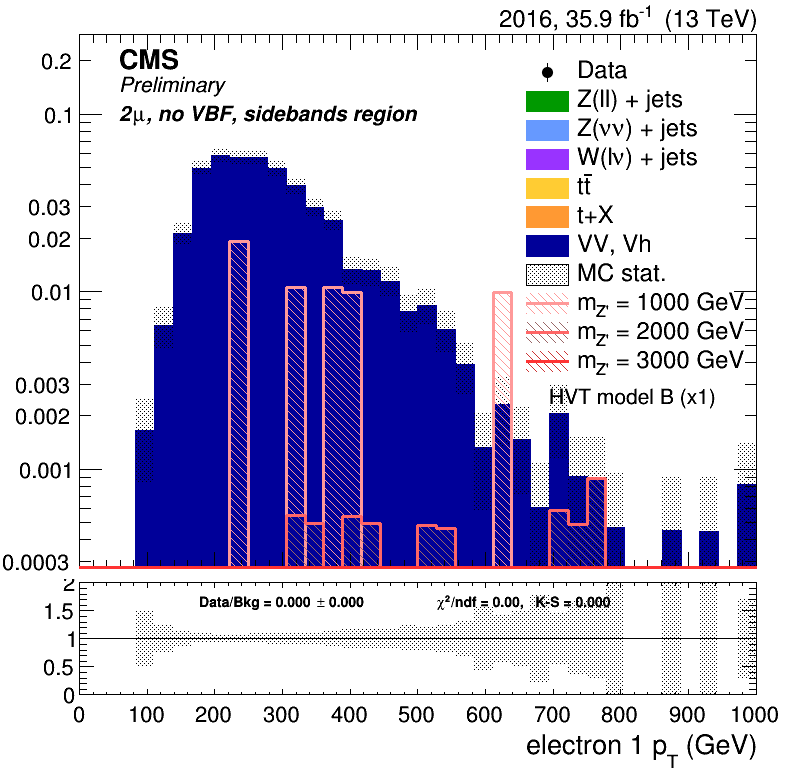 2016, 35.9 fb⁻¹ (13 TeV)
CMS
Preliminary
2μ, no VBF, sidebands region
Data
Z(ll) + jets
Z(νν) + jets
W(lν) + jets
tt̄
t+X
VV, Vh
MC stat.
m_Z' = 1000 GeV
m_Z' = 2000 GeV
m_Z' = 3000 GeV
HVT model B (x1)
0.2
0.1
0.03
0.02
0.01
0.003
0.002
0.001
0.0003
Data/Bkg = 0.000 ± 0.000 χ²/ndf = 0.00, K-S = 0.000
2
1.5
1
0.5
0
0 100 200 300 400 500 600 700 800 900 1000
electron 1 p_T (GeV)